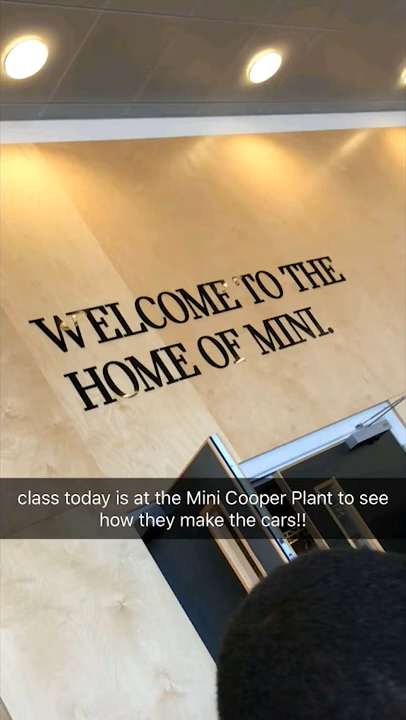 WELCOME TO THE
HOME OF MINI.
class today is at the Mini Cooper Plant to see
how they make the cars!!